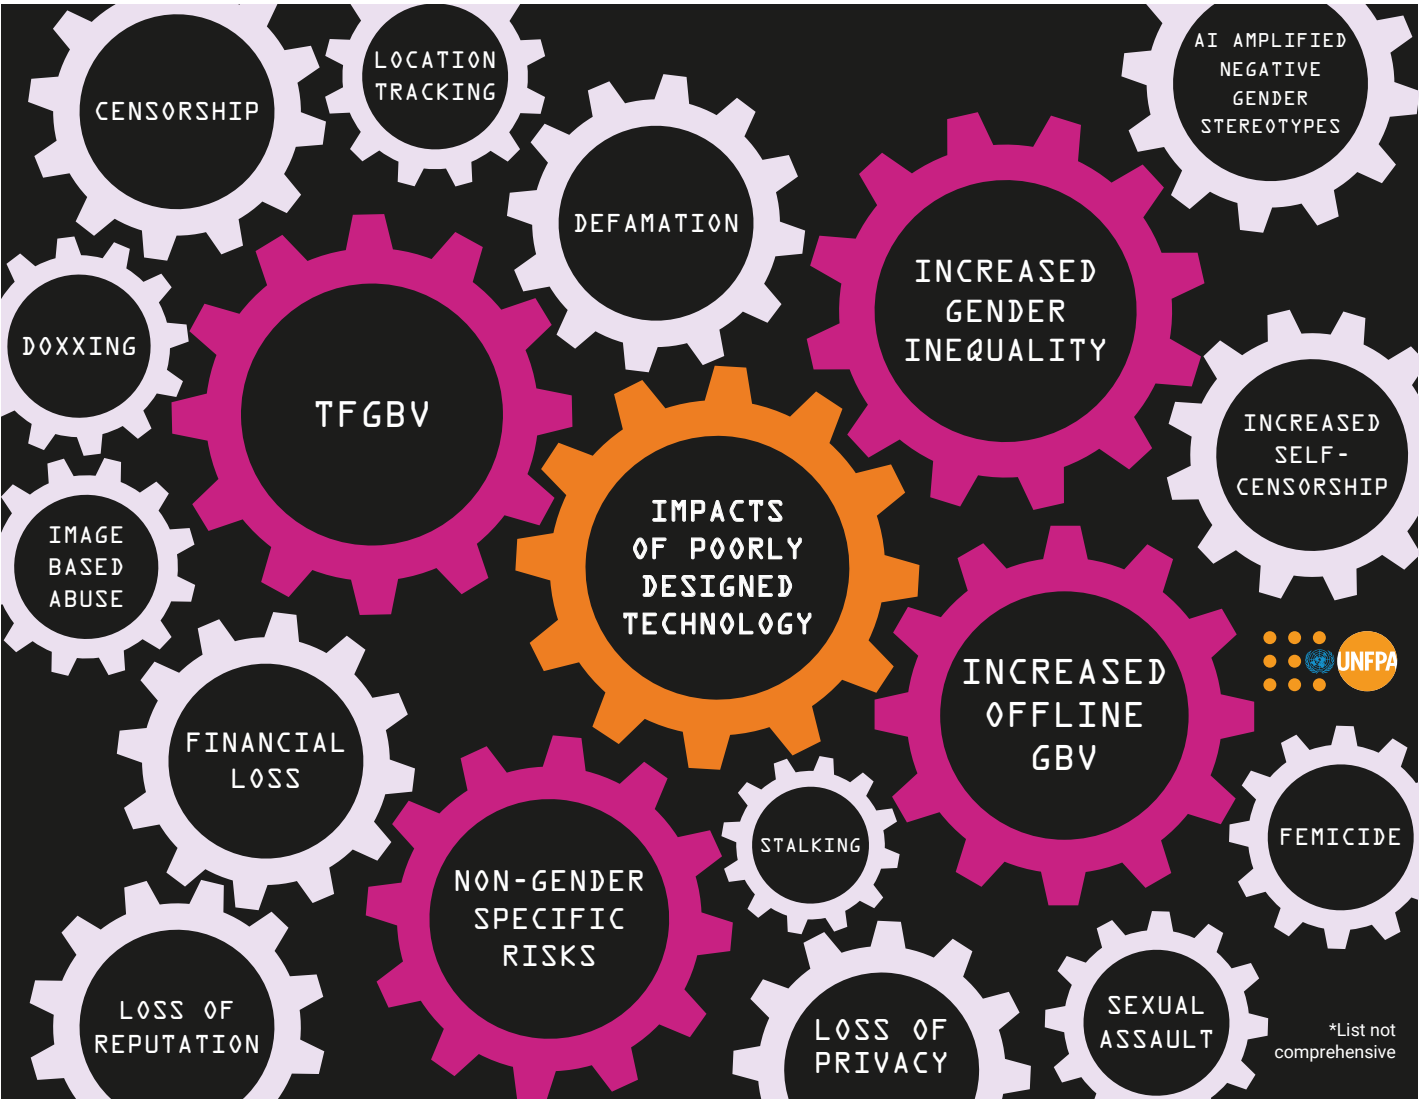 CENSORSHIP
LOCATION
TRACKING
AI AMPLIFIED
NEGATIVE
GENDER
STEREOTYPES
DEFAMATION
INCREASED
GENDER
INEQUALITY
DOXXING
TFGBV
INCREASED
SELF-
CENSORSHIP
IMPACTS
OF POORLY
DESIGNED
TECHNOLOGY
IMAGE
BASED
ABUSE
INCREASED
OFFLINE
GBV
UNFPA
FINANCIAL
LOSS
NON-GENDER
SPECIFIC
RISKS
STALKING
FEMICIDE
LOSS OF
REPUTATION
LOSS OF
PRIVACY
SEXUAL
ASSAULT
*List not
comprehensive